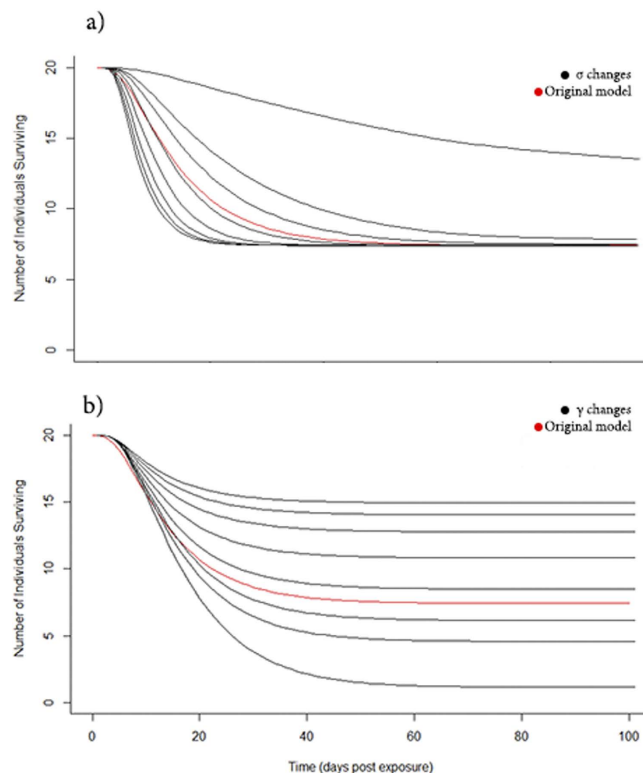 a)
σ changes
Original model
20
15
10
5
0
Number of Individuals Surviving
b)
γ changes
Original model
20
15
10
5
0
Number of Individuals Surviving
0 20 40 60 80 100
Time (days post exposure)